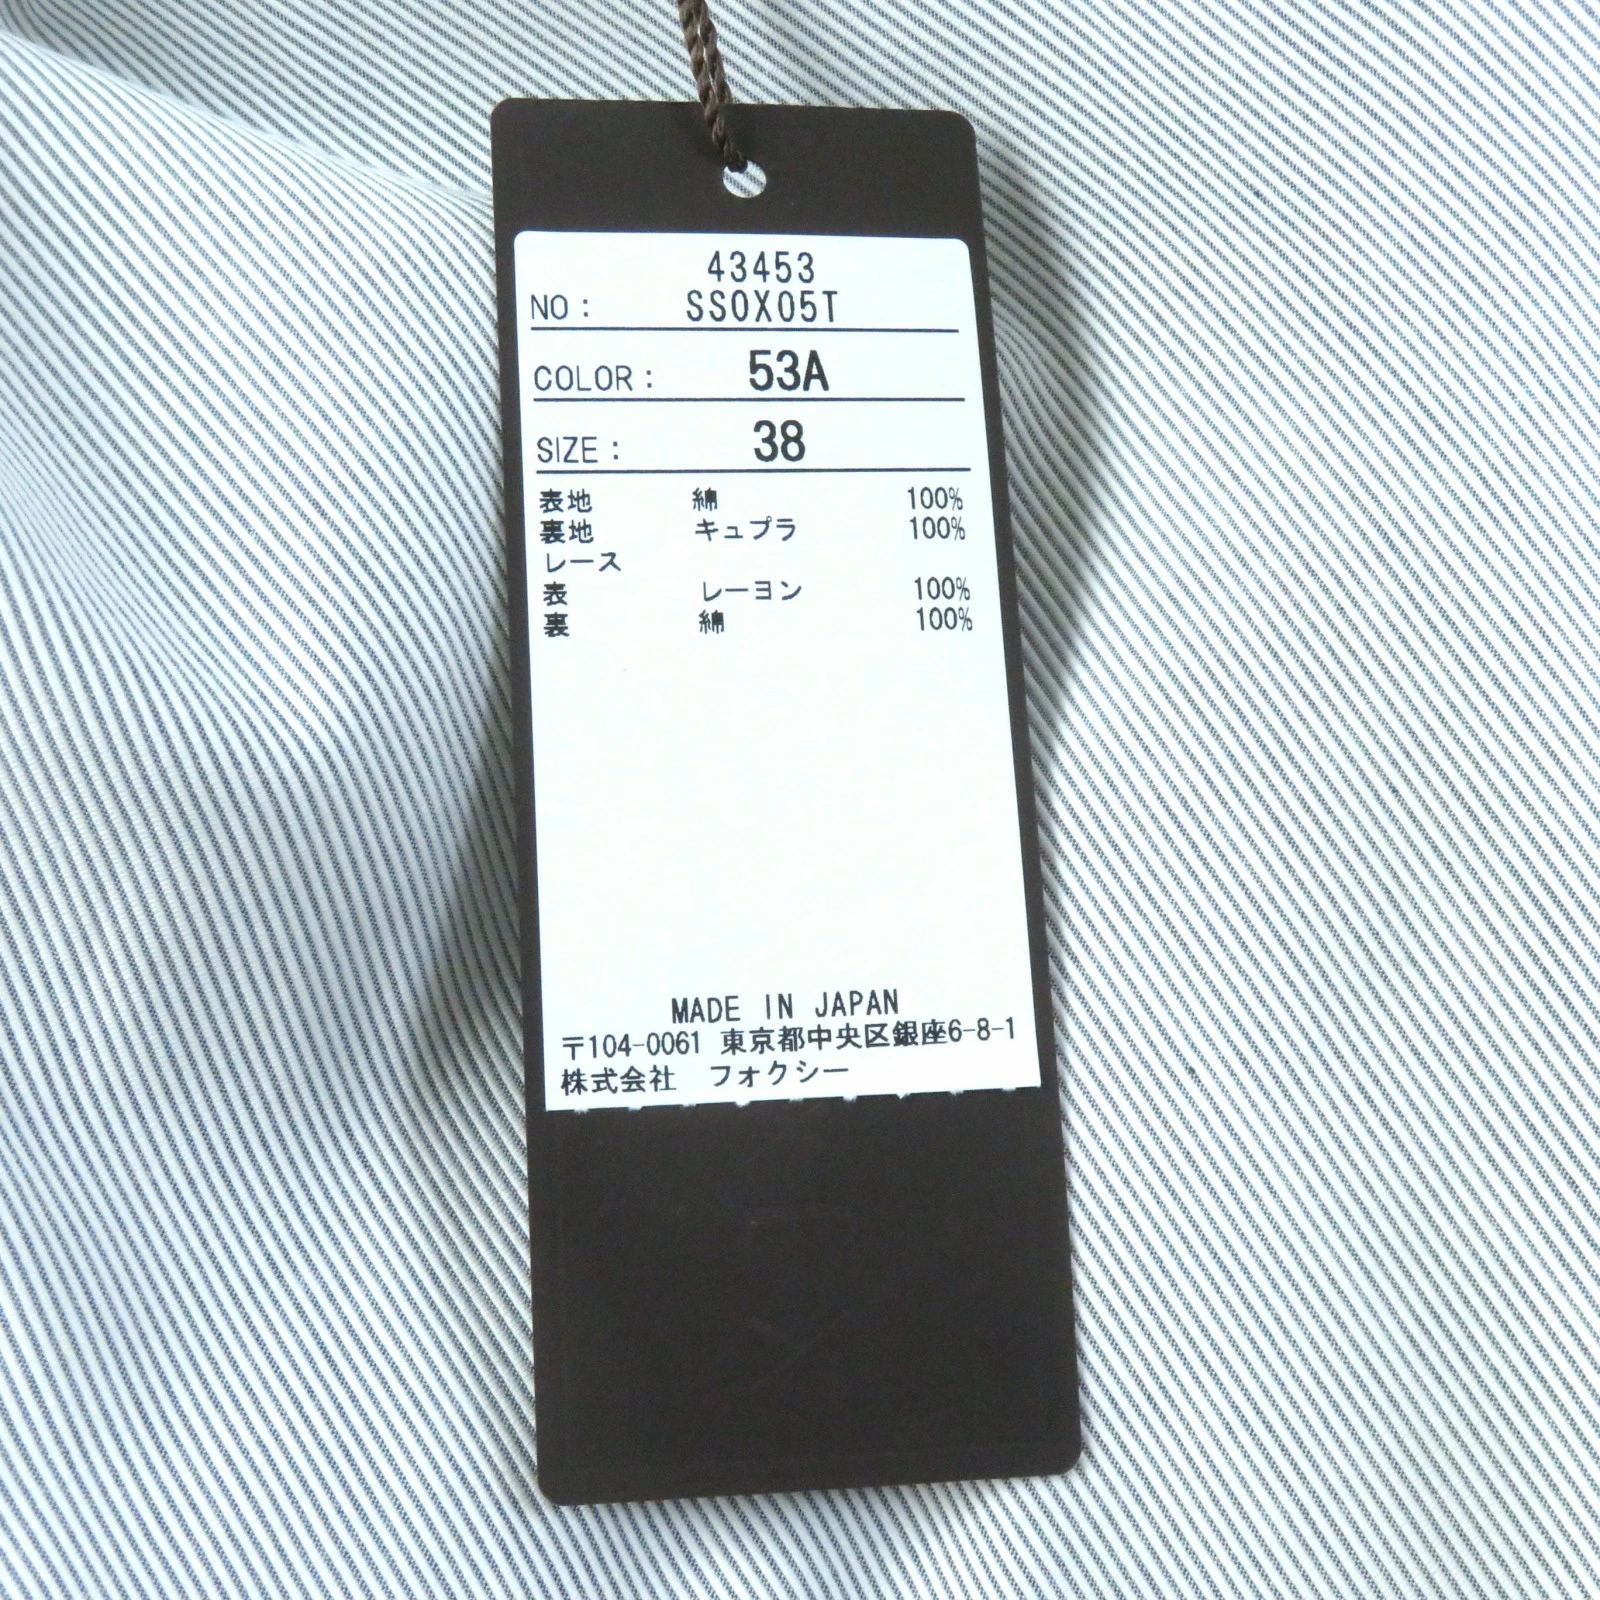 43453
NO: SSOX05T
COLOR: 53A
SIZE: 38
表地 綿 100%
裏地 キュプラ 100%
レース
表 レーヨン 100%
裏 綿 100%
MADE IN JAPAN
〒104-0061 東京都中央区銀座6-8-1
株式会社 フォクシー